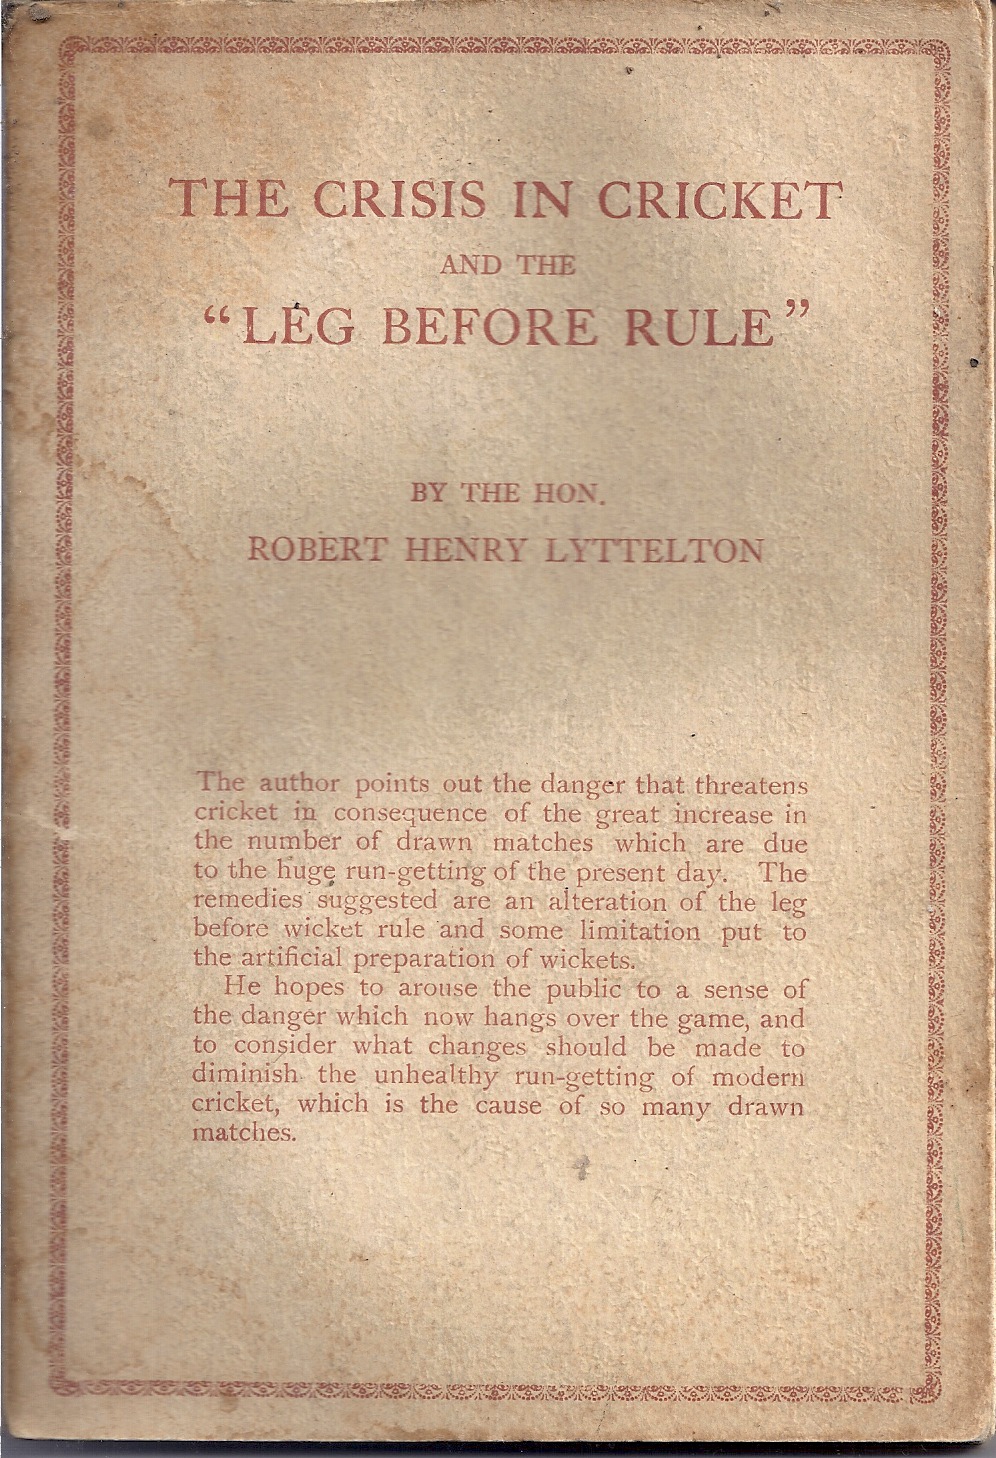 THE CRISIS IN CRICKET
AND THE
"LEG BEFORE RULE"
BY THE HON.
ROBERT HENRY LYTTELTON
The author points out the danger that threatens
cricket in consequence of the great increase in
the number of drawn matches which are due
to the huge run-getting of the present day. The
remedies suggested are an alteration of the leg
before wicket rule and some limitation put to
the artificial preparation of wickets.
He hopes to arouse the public to a sense of
the danger which now hangs over the game, and
to consider what changes should be made to
diminish the unhealthy run-getting of modern
cricket, which is the cause of so many drawn
matches.